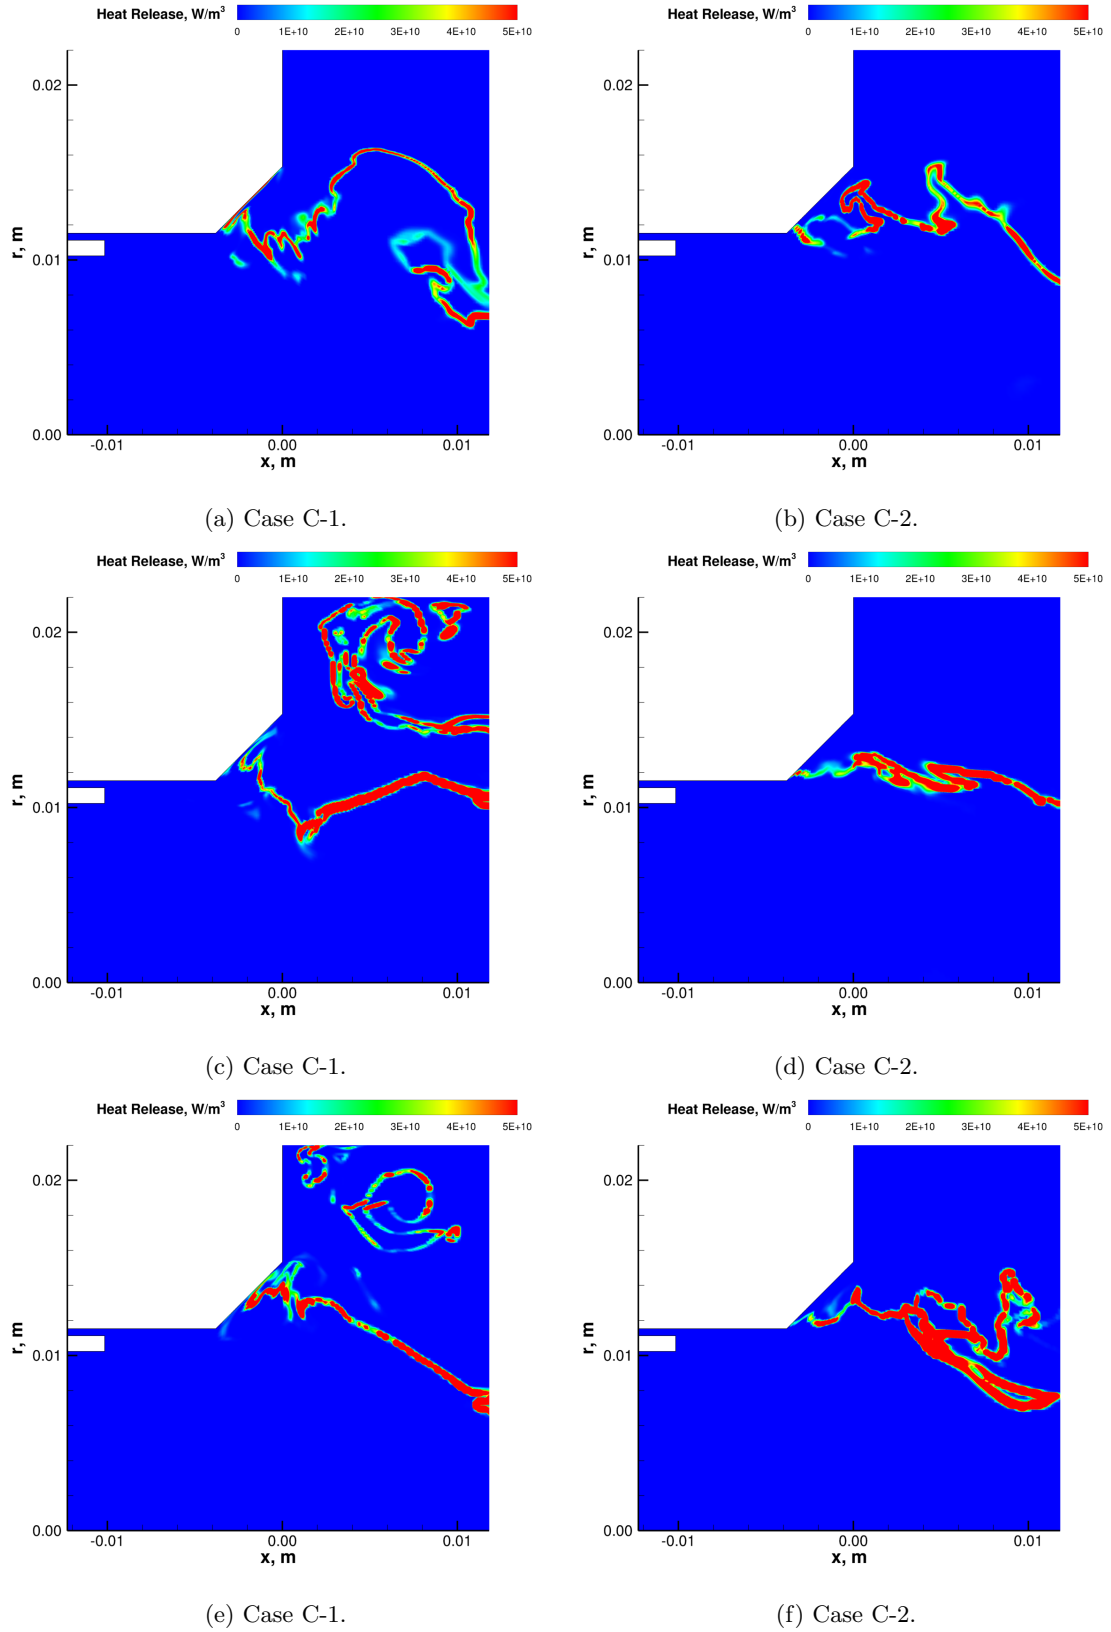 Heat Release, W/m3
0 1E+10 2E+10 3E+10 4E+10 5E+10
r, m
0.02
0.01
0.00
-0.01 0.00 0.01
x, m
(a) Case C-1.
Heat Release, W/m3
0 1E+10 2E+10 3E+10 4E+10 5E+10
r, m
0.02
0.01
0.00
-0.01 0.00 0.01
x, m
(b) Case C-2.
Heat Release, W/m3
0 1E+10 2E+10 3E+10 4E+10 5E+10
r, m
0.02
0.01
0.00
-0.01 0.00 0.01
x, m
(c) Case C-1.
Heat Release, W/m3
0 1E+10 2E+10 3E+10 4E+10 5E+10
r, m
0.02
0.01
0.00
-0.01 0.00 0.01
x, m
(d) Case C-2.
Heat Release, W/m3
0 1E+10 2E+10 3E+10 4E+10 5E+10
r, m
0.02
0.01
0.00
-0.01 0.00 0.01
x, m
(e) Case C-1.
Heat Release, W/m3
0 1E+10 2E+10 3E+10 4E+10 5E+10
r, m
0.02
0.01
0.00
-0.01 0.00 0.01
x, m
(f) Case C-2.